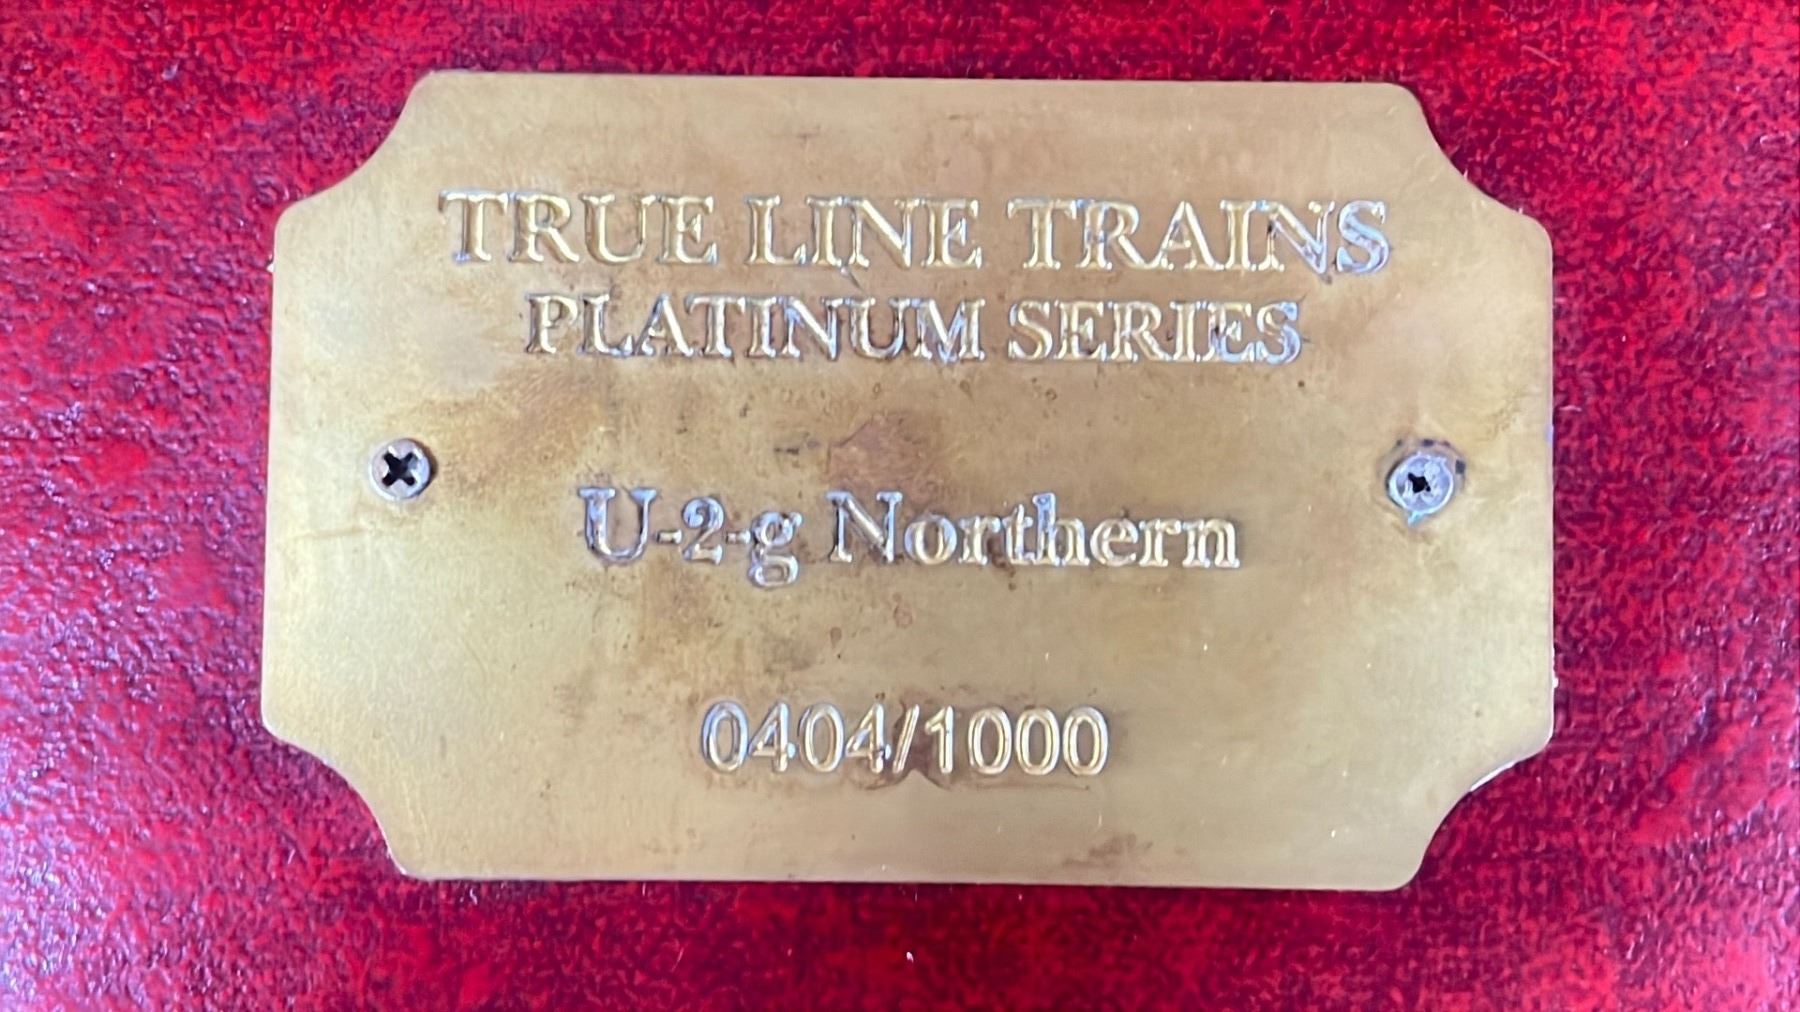 TRUE LINE TRAINS
PLATINUM SERIES
U-2-g Northern
0404/1000